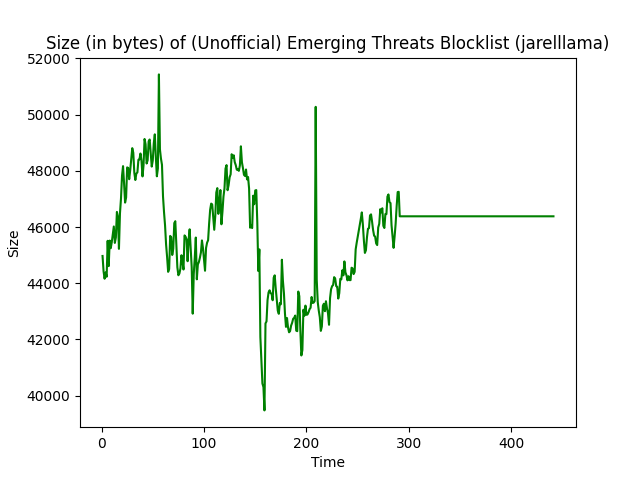 Size (in bytes) of (Unofficial) Emerging Threats Blocklist (jarelllama)
52000
50000
48000
46000
44000
42000
40000
Size
0 100 200 300 400
Time